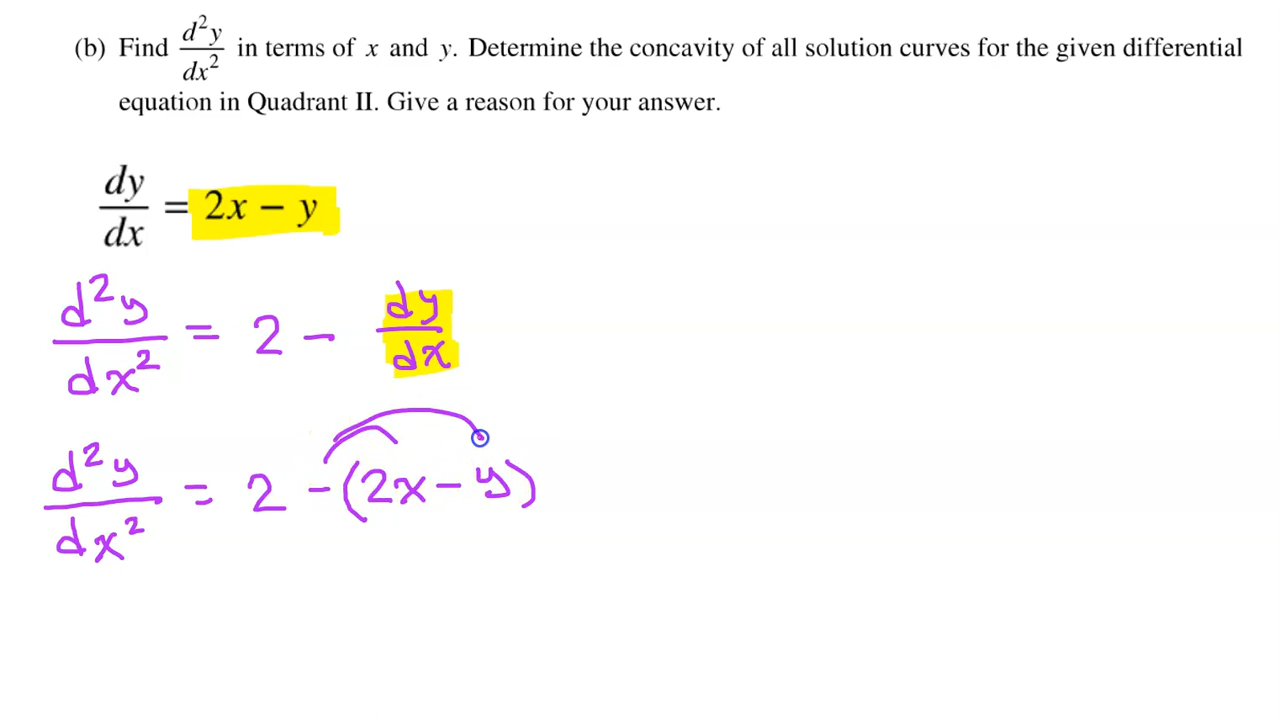 (b) Find d²y/dx² in terms of x and y. Determine the concavity of all solution curves for the given differential
equation in Quadrant II. Give a reason for your answer.
dy/dx = 2x − y
d²y/dx² = 2 − dy/dx
d²y/dx² = 2 −(2x − y)